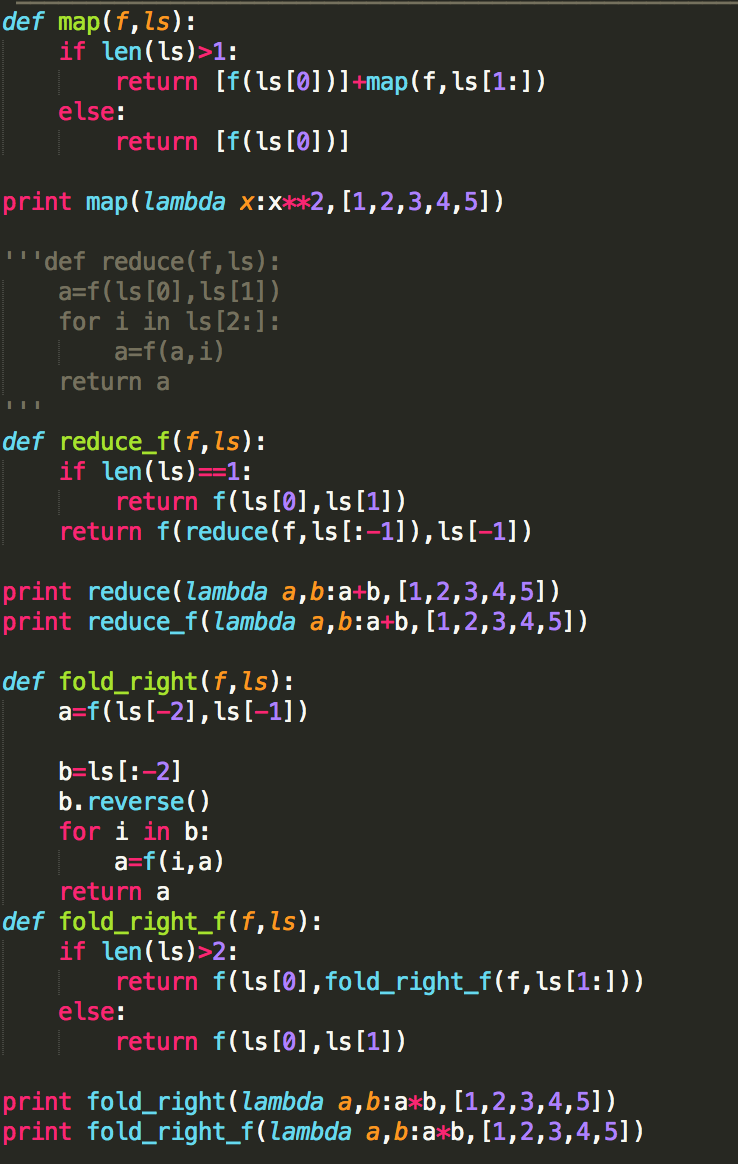 def map(f,ls):
    if len(ls)>1:
        return [f(ls[0])]+map(f,ls[1:])
    else:
        return [f(ls[0])]
print map(lambda x:x**2,[1,2,3,4,5])
'''def reduce(f,ls):
    a=f(ls[0],ls[1])
    for i in ls[2:]:
        a=f(a,i)
    return a
'''
def reduce_f(f,ls):
    if len(ls)==1:
        return f(ls[0],ls[1])
    return f(reduce(f,ls[:-1]),ls[-1])
print reduce(lambda a,b:a+b,[1,2,3,4,5])
print reduce_f(lambda a,b:a+b,[1,2,3,4,5])
def fold_right(f,ls):
    a=f(ls[-2],ls[-1])
    b=ls[:-2]
    b.reverse()
    for i in b:
        a=f(i,a)
    return a
def fold_right_f(f,ls):
    if len(ls)>2:
        return f(ls[0],fold_right_f(f,ls[1:]))
    else:
        return f(ls[0],ls[1])
print fold_right(lambda a,b:a*b,[1,2,3,4,5])
print fold_right_f(lambda a,b:a*b,[1,2,3,4,5])